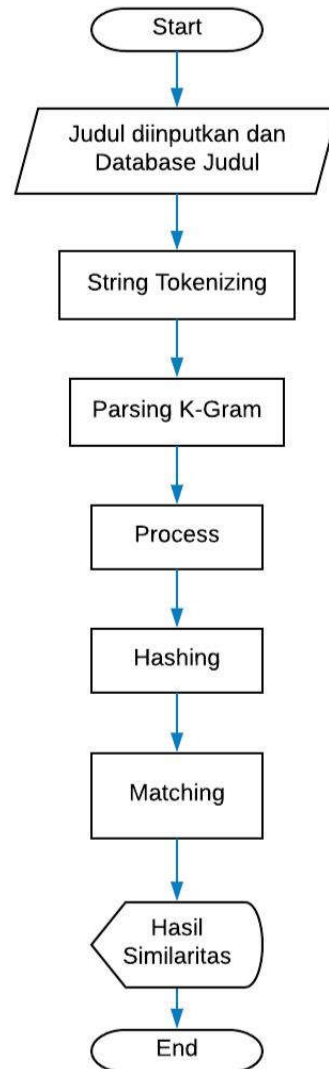 Start
Judul diinputkan dan
Database Judul
String Tokenizing
Parsing K-Gram
Process
Hashing
Matching
Hasil
Similaritas
End